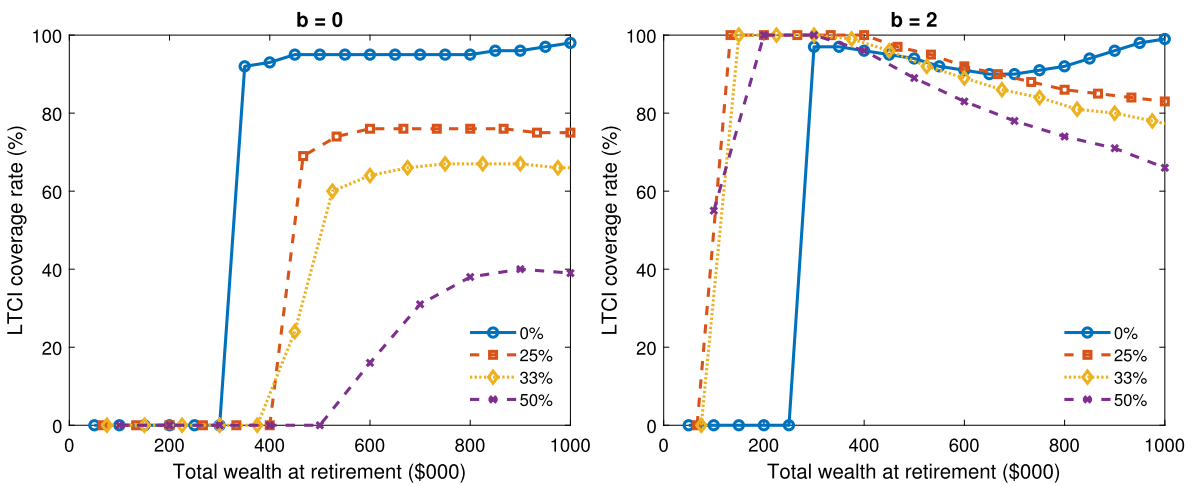 b = 0
LTCI coverage rate (%)
100
80
60
40
20
0
0%
25%
33%
50%
0 200 400 600 800 1000
Total wealth at retirement ($000)
b = 2
LTCI coverage rate (%)
100
80
60
40
20
0
0%
25%
33%
50%
0 200 400 600 800 1000
Total wealth at retirement ($000)